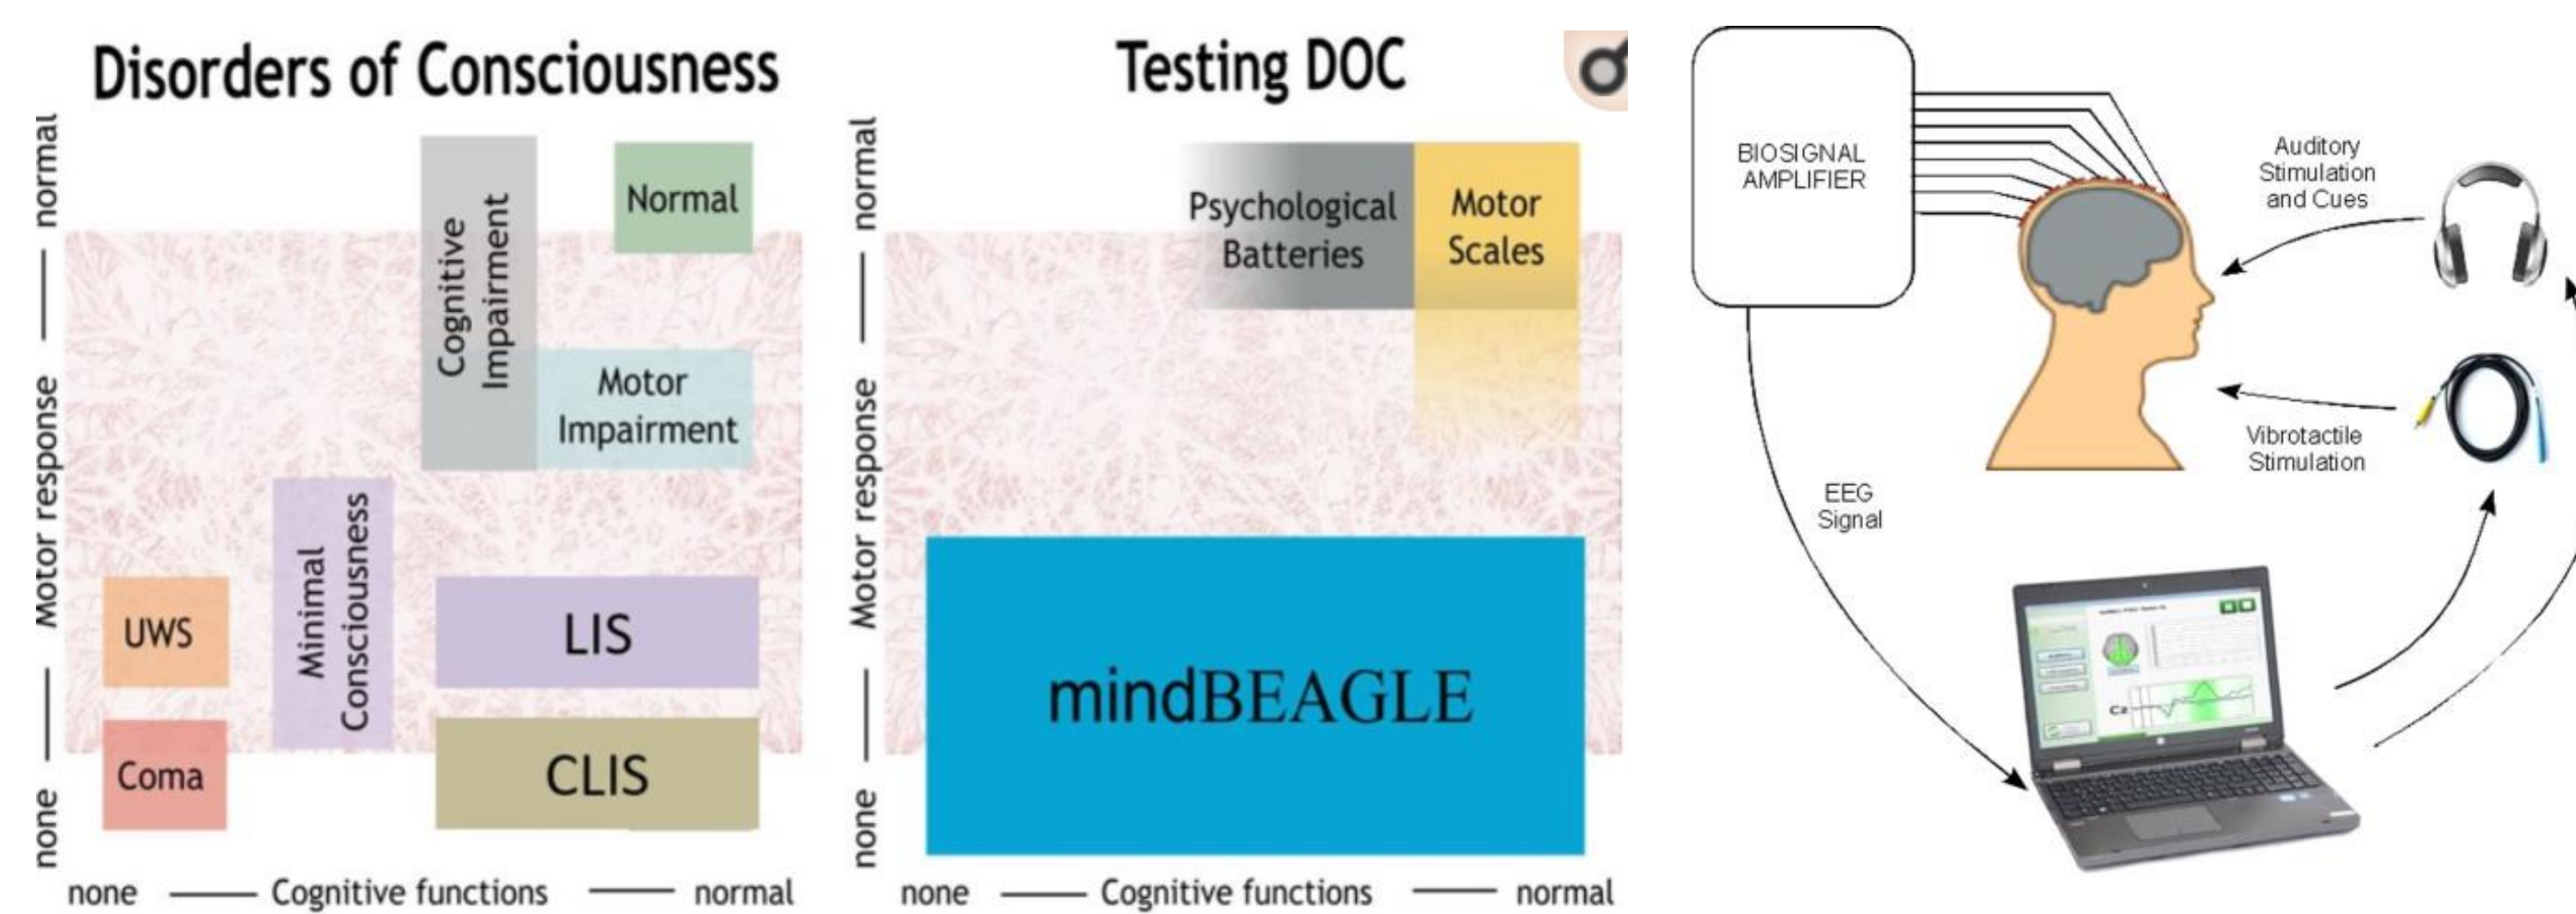 Disorders of Consciousness
normal
Motor response
none
Cognitive
Impairment
Normal
Motor
Impairment
Minimal
Consciousness
UWS
LIS
Coma
CLIS
none
Cognitive functions
normal
Testing DOC
normal
Motor response
none
Psychological
Batteries
Motor
Scales
mindBEAGLE
none
Cognitive functions
normal
BIOSIGNAL
AMPLIFIER
Auditory
Stimulation
and Cues
Vibrotactile
Stimulation
EEG
Signal
Cz